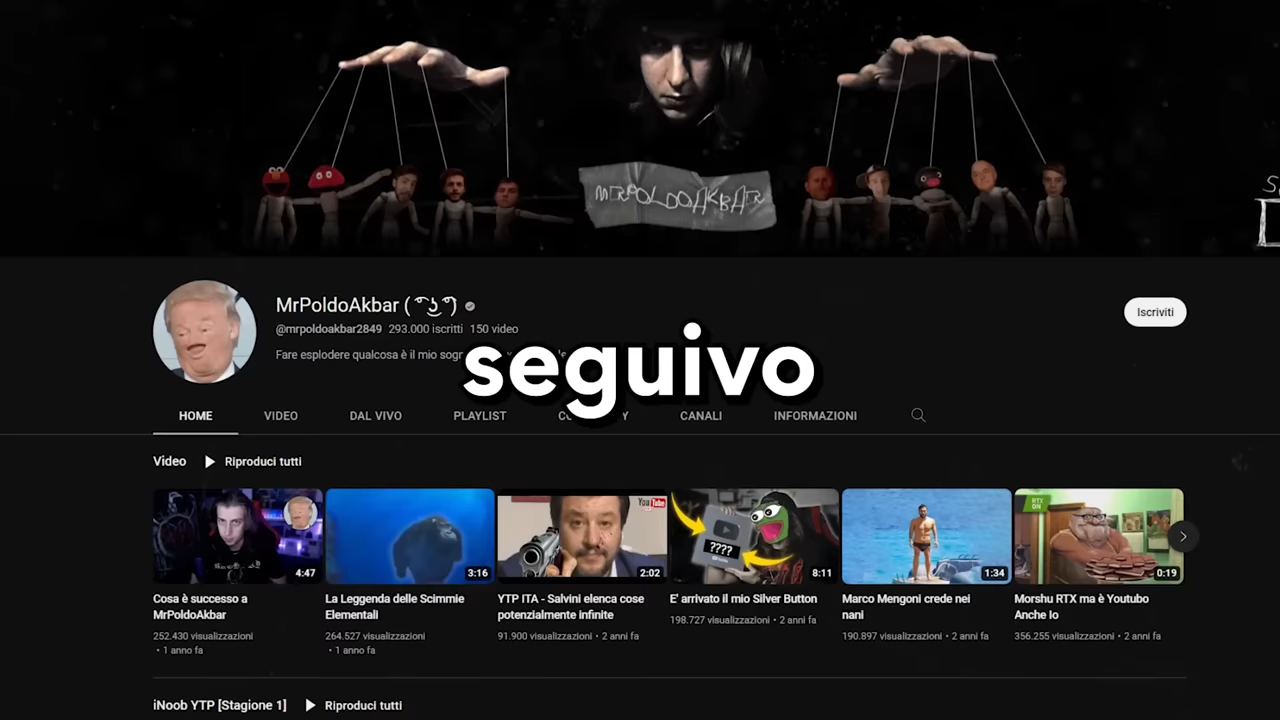 MRPOLDOAKBAR
MrPoldoAkbar ( ͡° ͜ʖ ͡°)
Iscriviti
@mrpoldoakbar2849 293.000 iscritti 150 video
Fare esplodere qualcosa è il mio
seguivo
HOME VIDEO DAL VIVO PLAYLIST CANALI INFORMAZIONI
Video Riproduci tutti
YouTube
RTX ON
????
4:47 3:16 2:02 8:11 1:34 0:19
Cosa è successo a MrPoldoAkbar
252.430 visualizzazioni
• 1 anno fa
La Leggenda delle Scimmie Elementali
264.527 visualizzazioni
• 1 anno fa
YTP ITA - Salvini elenca cose potenzialmente infinite
91.900 visualizzazioni • 2 anni fa
E' arrivato il mio Silver Button
198.727 visualizzazioni • 2 anni fa
Marco Mengoni crede nei nani
190.897 visualizzazioni • 2 anni fa
Morshu RTX ma è Youtubo Anche Io
356.255 visualizzazioni • 2 anni fa
iNoob YTP [Stagione 1] Riproduci tutti